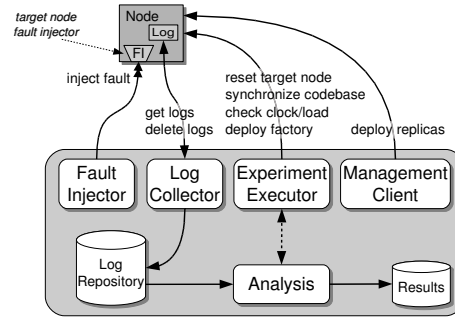 target node
fault injector
Node
Log
FI
inject fault
get logs
delete logs
reset target node
synchronize codebase
check clock/load
deploy factory
deploy replicas
Fault
Injector
Log
Collector
Experiment
Executor
Management
Client
Log
Repository
Analysis
Results